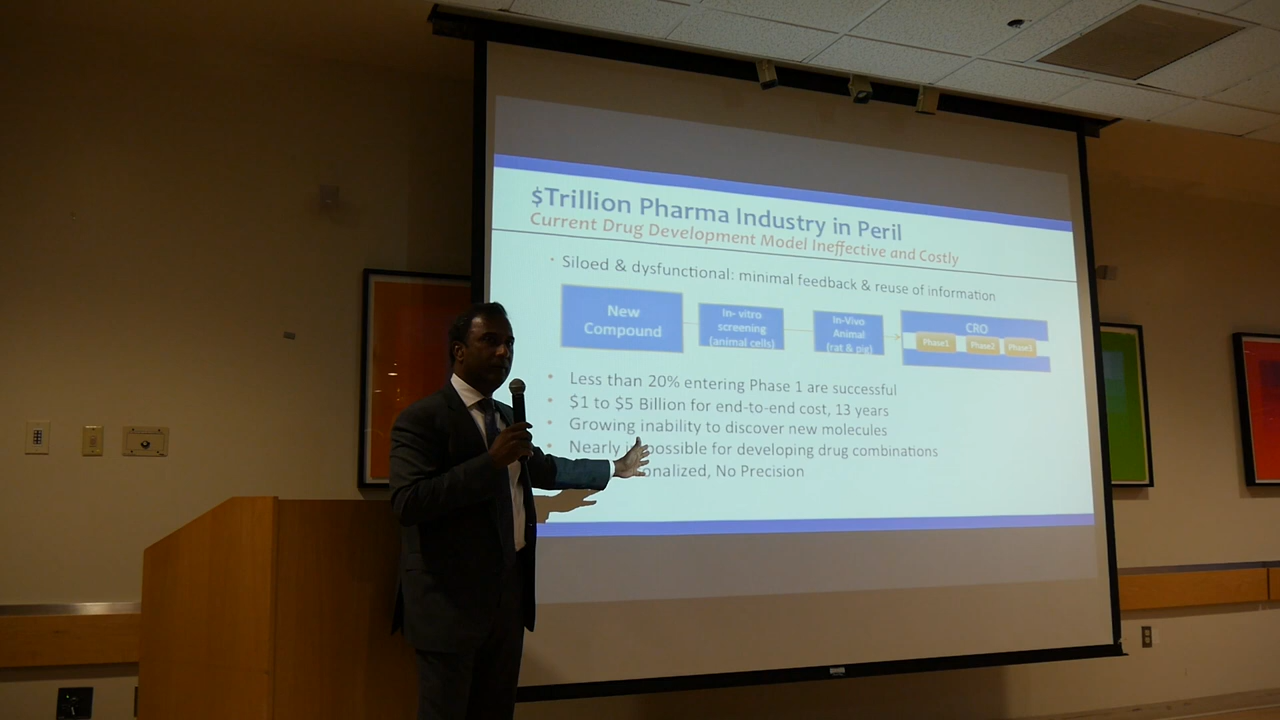 $Trillion Pharma Industry in Peril
Current Drug Development Model Ineffective and Costly
• Siloed & dysfunctional: minimal feedback & reuse of information
New
Compound
In- vitro
screening
(animal cells)
In-Vivo
Animal
(rat & pig)
CRO
Phase1
Phase2
Phase3
• Less than 20% entering Phase 1 are successful
• $1 to $5 Billion for end-to-end cost, 13 years
• Growing inability to discover new molecules
• Nearly impossible for developing drug combinations
No Precision